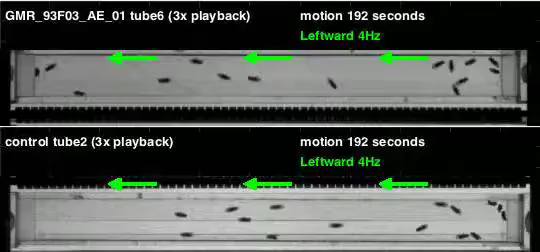 GMR_93F03_AE_01 tube6 (3x playback) motion 192 seconds
Leftward 4Hz
control tube2 (3x playback) motion 192 seconds
Leftward 4Hz